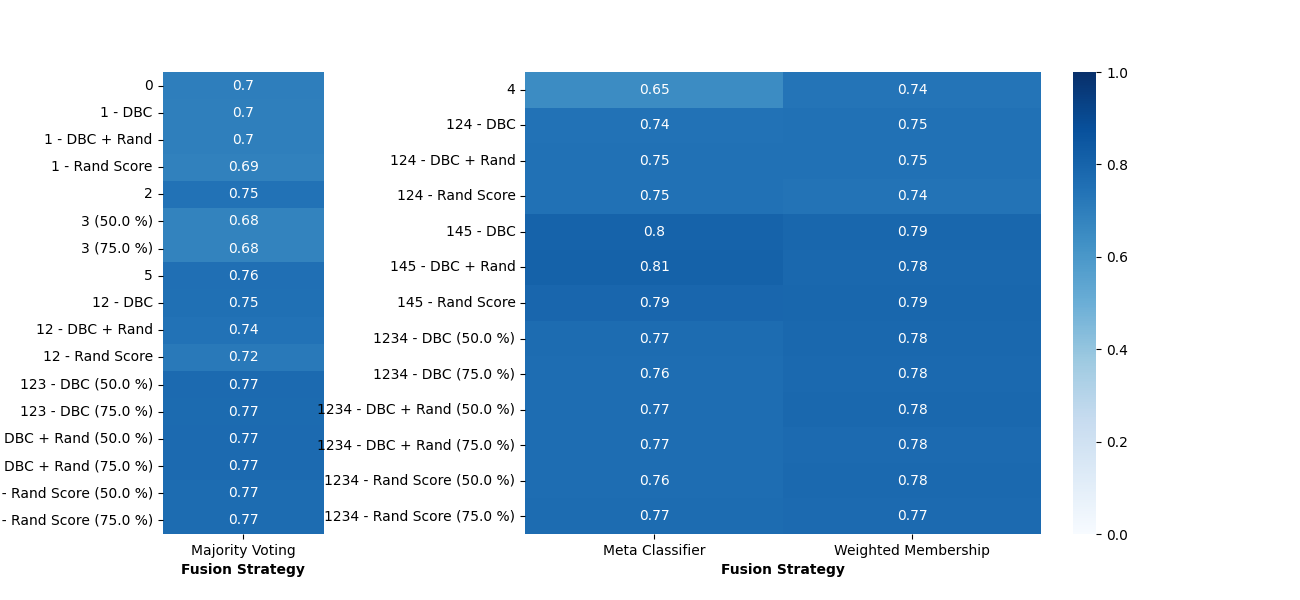 0 0.7
1 - DBC 0.7
1 - DBC + Rand 0.7
1 - Rand Score 0.69
2 0.75
3 (50.0 %) 0.68
3 (75.0 %) 0.68
5 0.76
12 - DBC 0.75
12 - DBC + Rand 0.74
12 - Rand Score 0.72
123 - DBC (50.0 %) 0.77
123 - DBC (75.0 %) 0.77
DBC + Rand (50.0 %) 0.77
DBC + Rand (75.0 %) 0.77
- Rand Score (50.0 %) 0.77
- Rand Score (75.0 %) 0.77
Majority Voting
Fusion Strategy
4 0.65 0.74
124 - DBC 0.74 0.75
124 - DBC + Rand 0.75 0.75
124 - Rand Score 0.75 0.74
145 - DBC 0.8 0.79
145 - DBC + Rand 0.81 0.78
145 - Rand Score 0.79 0.79
1234 - DBC (50.0 %) 0.77 0.78
1234 - DBC (75.0 %) 0.76 0.78
1234 - DBC + Rand (50.0 %) 0.77 0.78
1234 - DBC + Rand (75.0 %) 0.77 0.78
1234 - Rand Score (50.0 %) 0.76 0.78
1234 - Rand Score (75.0 %) 0.77 0.77
Meta Classifier Weighted Membership
Fusion Strategy
1.0
0.8
0.6
0.4
0.2
0.0